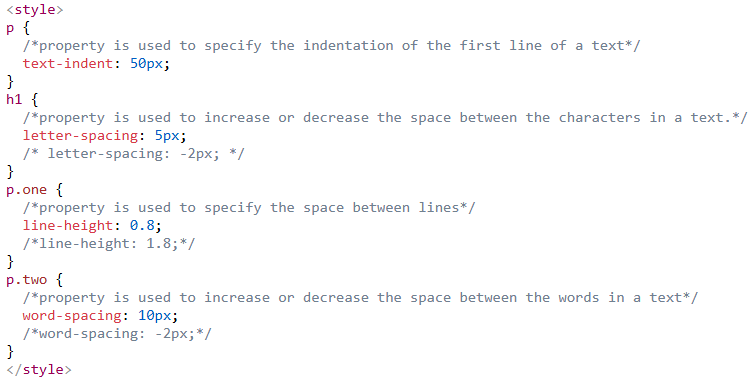 <style>
p {
  /*property is used to specify the indentation of the first line of a text*/
  text-indent: 50px;
}
h1 {
  /*property is used to increase or decrease the space between the characters in a text.*/
  letter-spacing: 5px;
  /* letter-spacing: -2px; */
}
p.one {
  /*property is used to specify the space between lines*/
  line-height: 0.8;
  /*line-height: 1.8;*/
}
p.two {
  /*property is used to increase or decrease the space between the words in a text*/
  word-spacing: 10px;
  /*word-spacing: -2px;*/
}
</style>